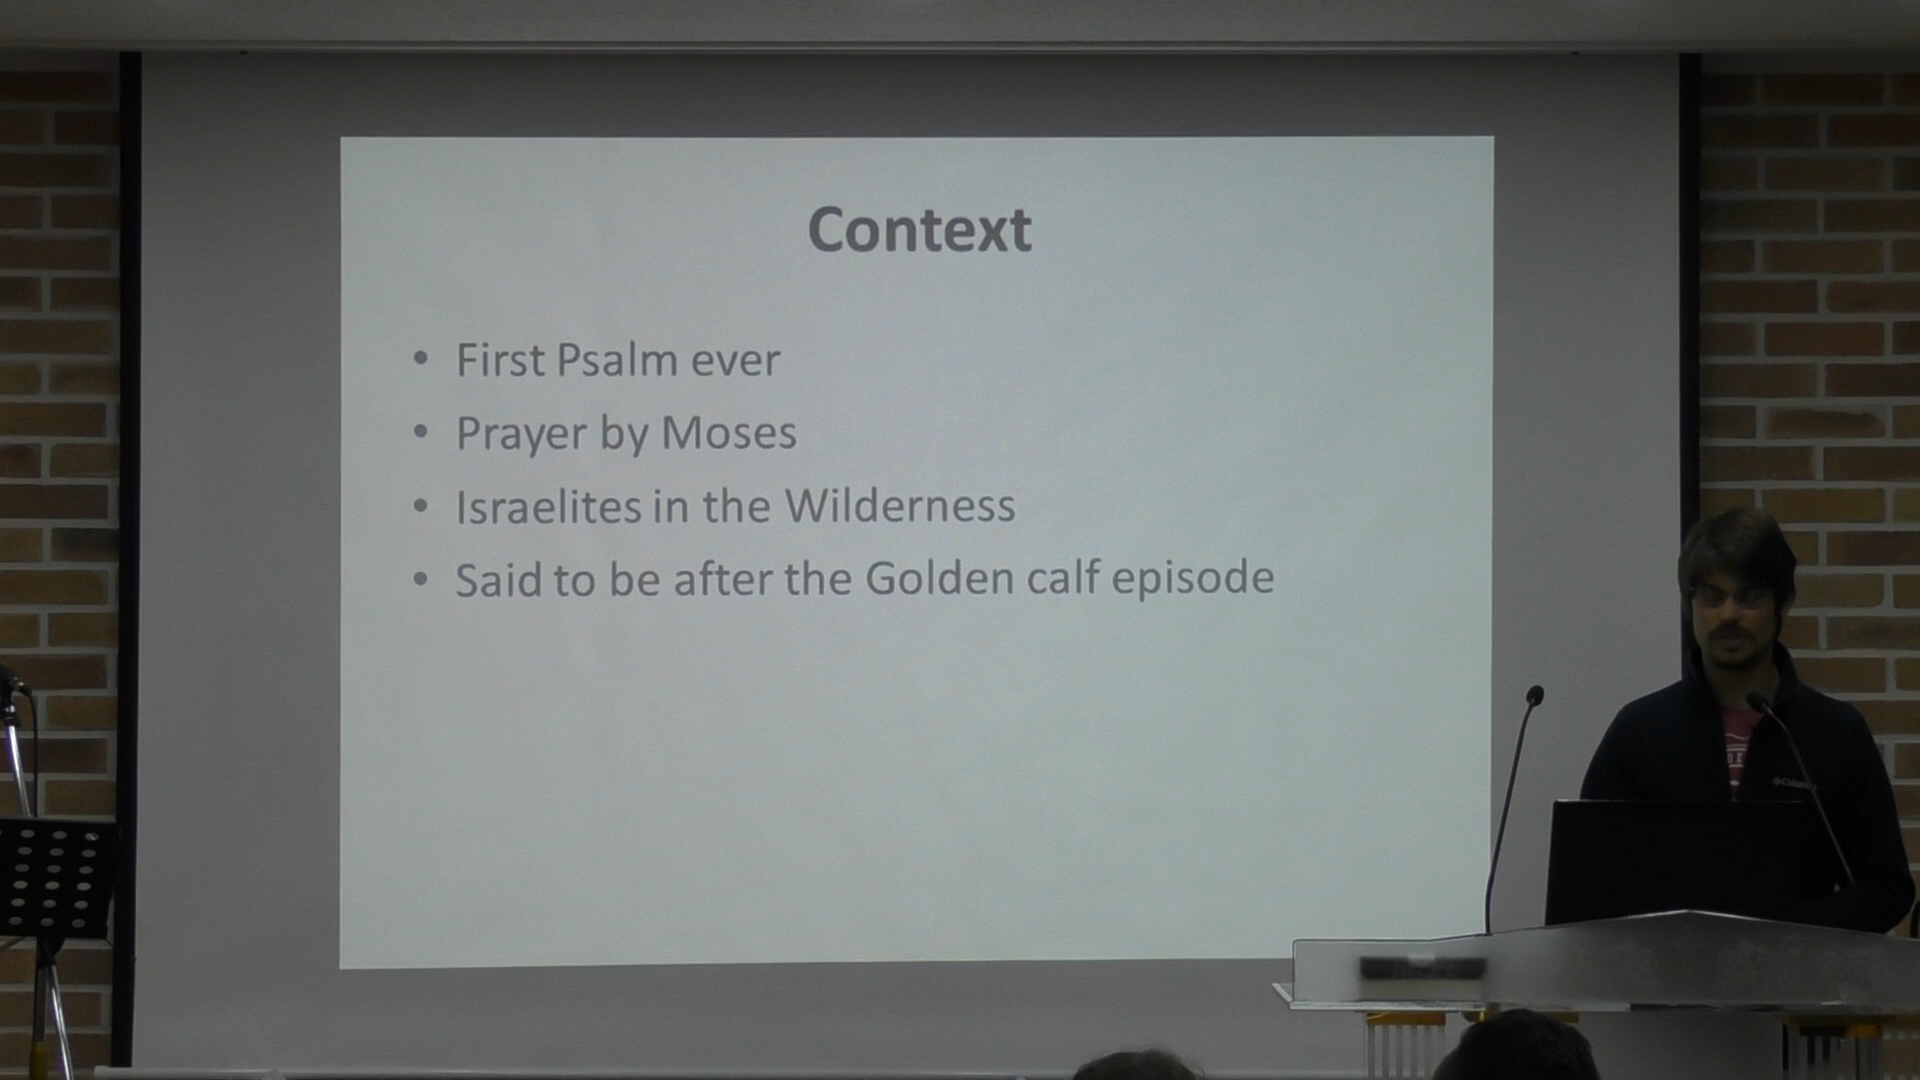 Context
• First Psalm ever
• Prayer by Moses
• Israelites in the Wilderness
• Said to be after the Golden calf episode